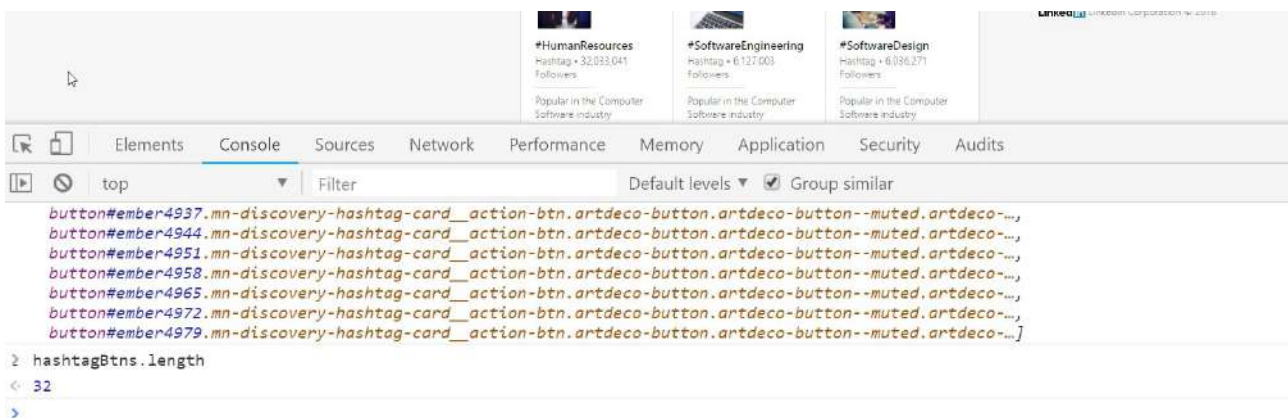 LinkedIn LinkedIn Corporation © 2018
#HumanResources
Hashtag • 32,033,041
Followers
Popular in the Computer
Software industry
#SoftwareEngineering
Hashtag • 6,127,003
Followers
Popular in the Computer
Software industry
#SoftwareDesign
Hashtag • 6,036,271
Followers
Popular in the Computer
Software industry
Elements Console Sources Network Performance Memory Application Security Audits
top Filter Default levels Group similar
button#ember4937.mn-discovery-hashtag-card__action-btn.artdeco-button.artdeco-button--muted.artdeco-…,
button#ember4944.mn-discovery-hashtag-card__action-btn.artdeco-button.artdeco-button--muted.artdeco-…,
button#ember4951.mn-discovery-hashtag-card__action-btn.artdeco-button.artdeco-button--muted.artdeco-…,
button#ember4958.mn-discovery-hashtag-card__action-btn.artdeco-button.artdeco-button--muted.artdeco-…,
button#ember4965.mn-discovery-hashtag-card__action-btn.artdeco-button.artdeco-button--muted.artdeco-…,
button#ember4972.mn-discovery-hashtag-card__action-btn.artdeco-button.artdeco-button--muted.artdeco-…,
button#ember4979.mn-discovery-hashtag-card__action-btn.artdeco-button.artdeco-button--muted.artdeco-…]
hashtagBtns.length
32